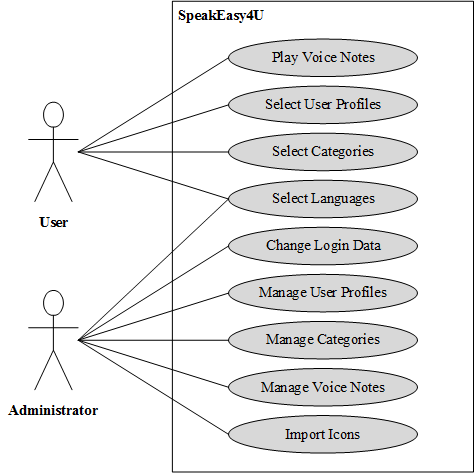 SpeakEasy4U
Play Voice Notes
Select User Profiles
Select Categories
User
Select Languages
Change Login Data
Manage User Profiles
Manage Categories
Manage Voice Notes
Administrator
Import Icons